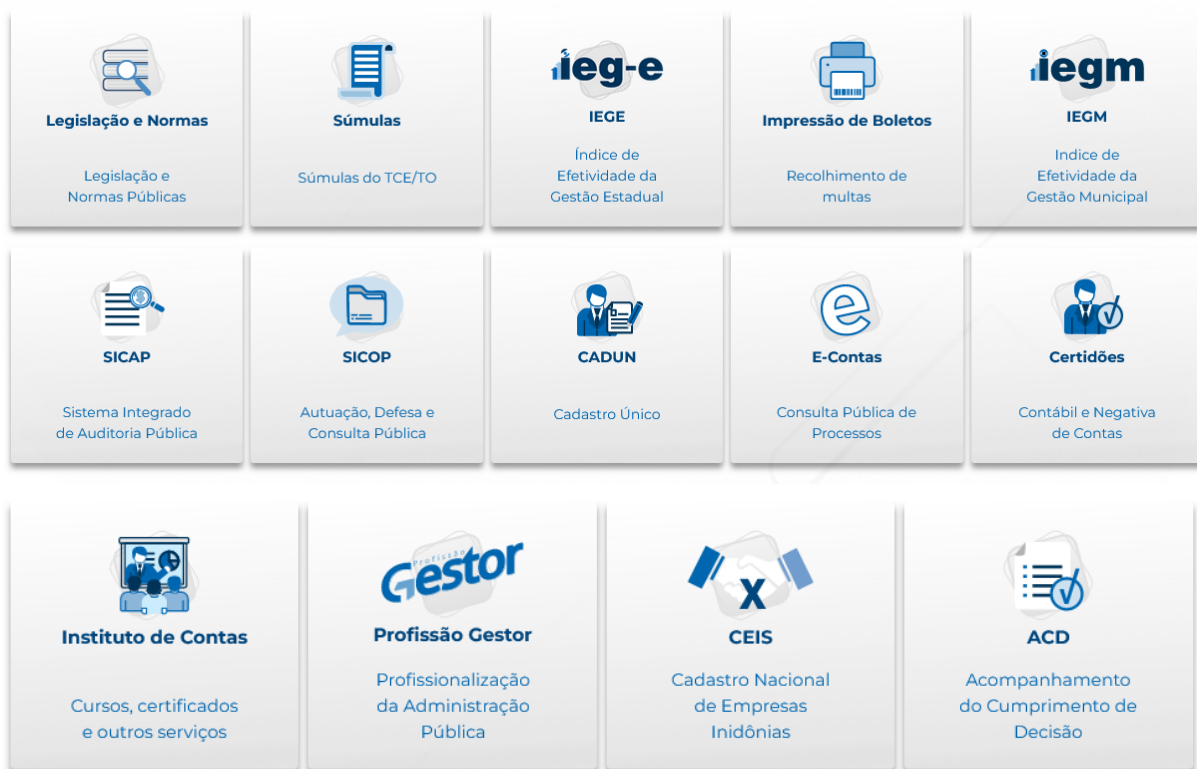 ieg-e
iegm
Legislação e Normas
Súmulas
IEGE
Impressão de Boletos
IEGM
Legislação e
Normas Públicas
Súmulas do TCE/TO
Índice de
Efetividade da
Gestão Estadual
Recolhimento de
multas
Indice de
Efetividade da
Gestão Municipal
SICAP
SICOP
CADUN
e
E-Contas
Certidões
Sistema Integrado
de Auditoria Pública
Autuação, Defesa e
Consulta Pública
Cadastro Único
Consulta Pública de
Processos
Contábil e Negativa
de Contas
Instituto de Contas
Cursos, certificados
e outros serviços
Profissão
Gestor
Profissão Gestor
Profissionalização
da Administração
Pública
X
CEIS
Cadastro Nacional
de Empresas
Inidônias
ACD
Acompanhamento
do Cumprimento de
Decisão